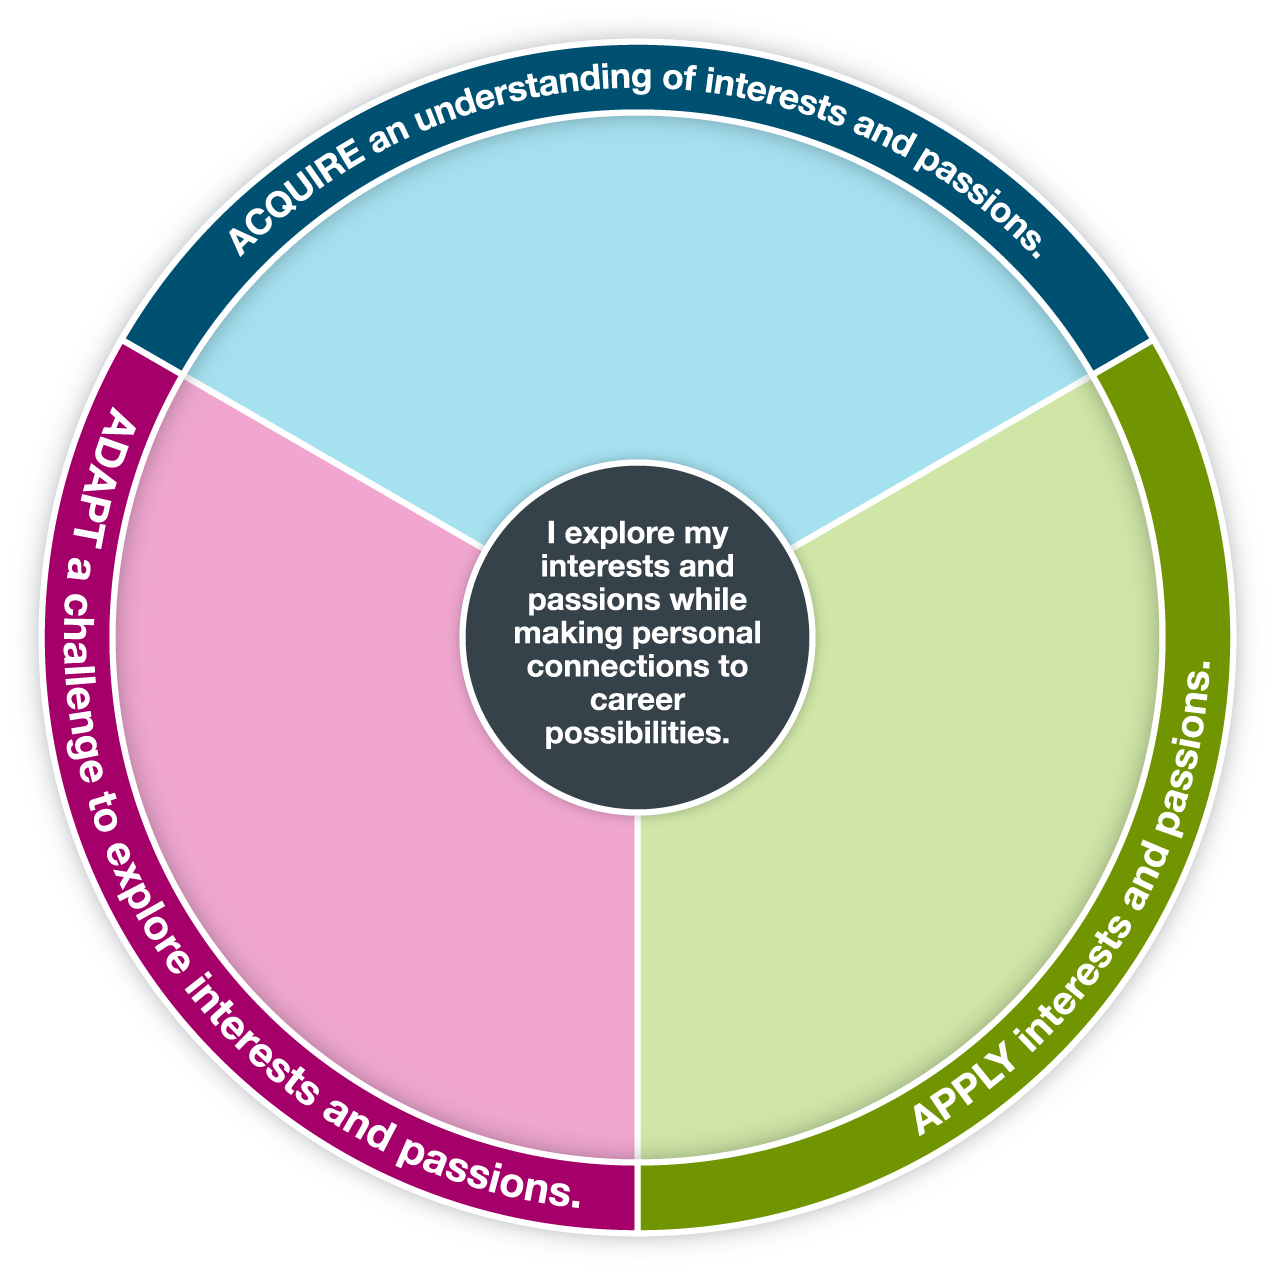 ACQUIRE an understanding of interests and passions.
ADAPT a challenge to explore interests and passions.
APPLY interests and passions.
I explore my
interests and
passions while
making personal
connections to
career
possibilities.